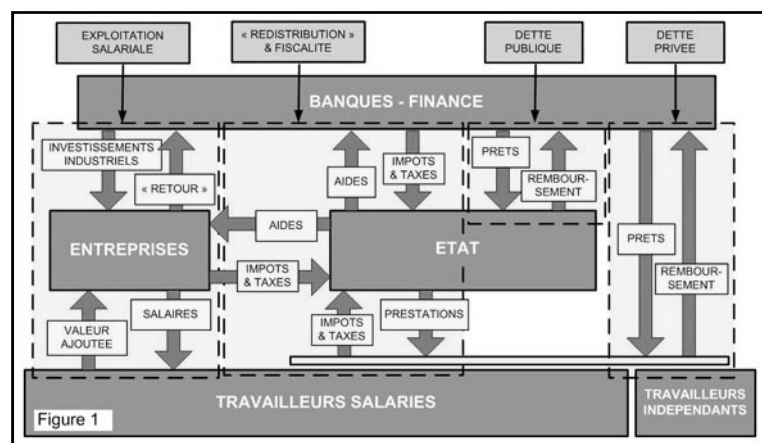 EXPLOITATION
SALARIALE
« REDISTRIBUTION »
& FISCALITE
DETTE
PUBLIQUE
DETTE
PRIVEE
BANQUES - FINANCE
INVESTISSEMENTS
INDUSTRIELS
« RETOUR »
AIDES
IMPOTS
& TAXES
PRETS
REMBOUR-
SEMENT
ENTREPRISES
AIDES
IMPOTS
& TAXES
ETAT
PRETS
REMBOUR-
SEMENT
VALEUR
AJOUTEE
SALAIRES
IMPOTS
& TAXES
PRESTATIONS
Figure 1
TRAVAILLEURS SALARIES
TRAVAILLEURS
INDEPENDANTS